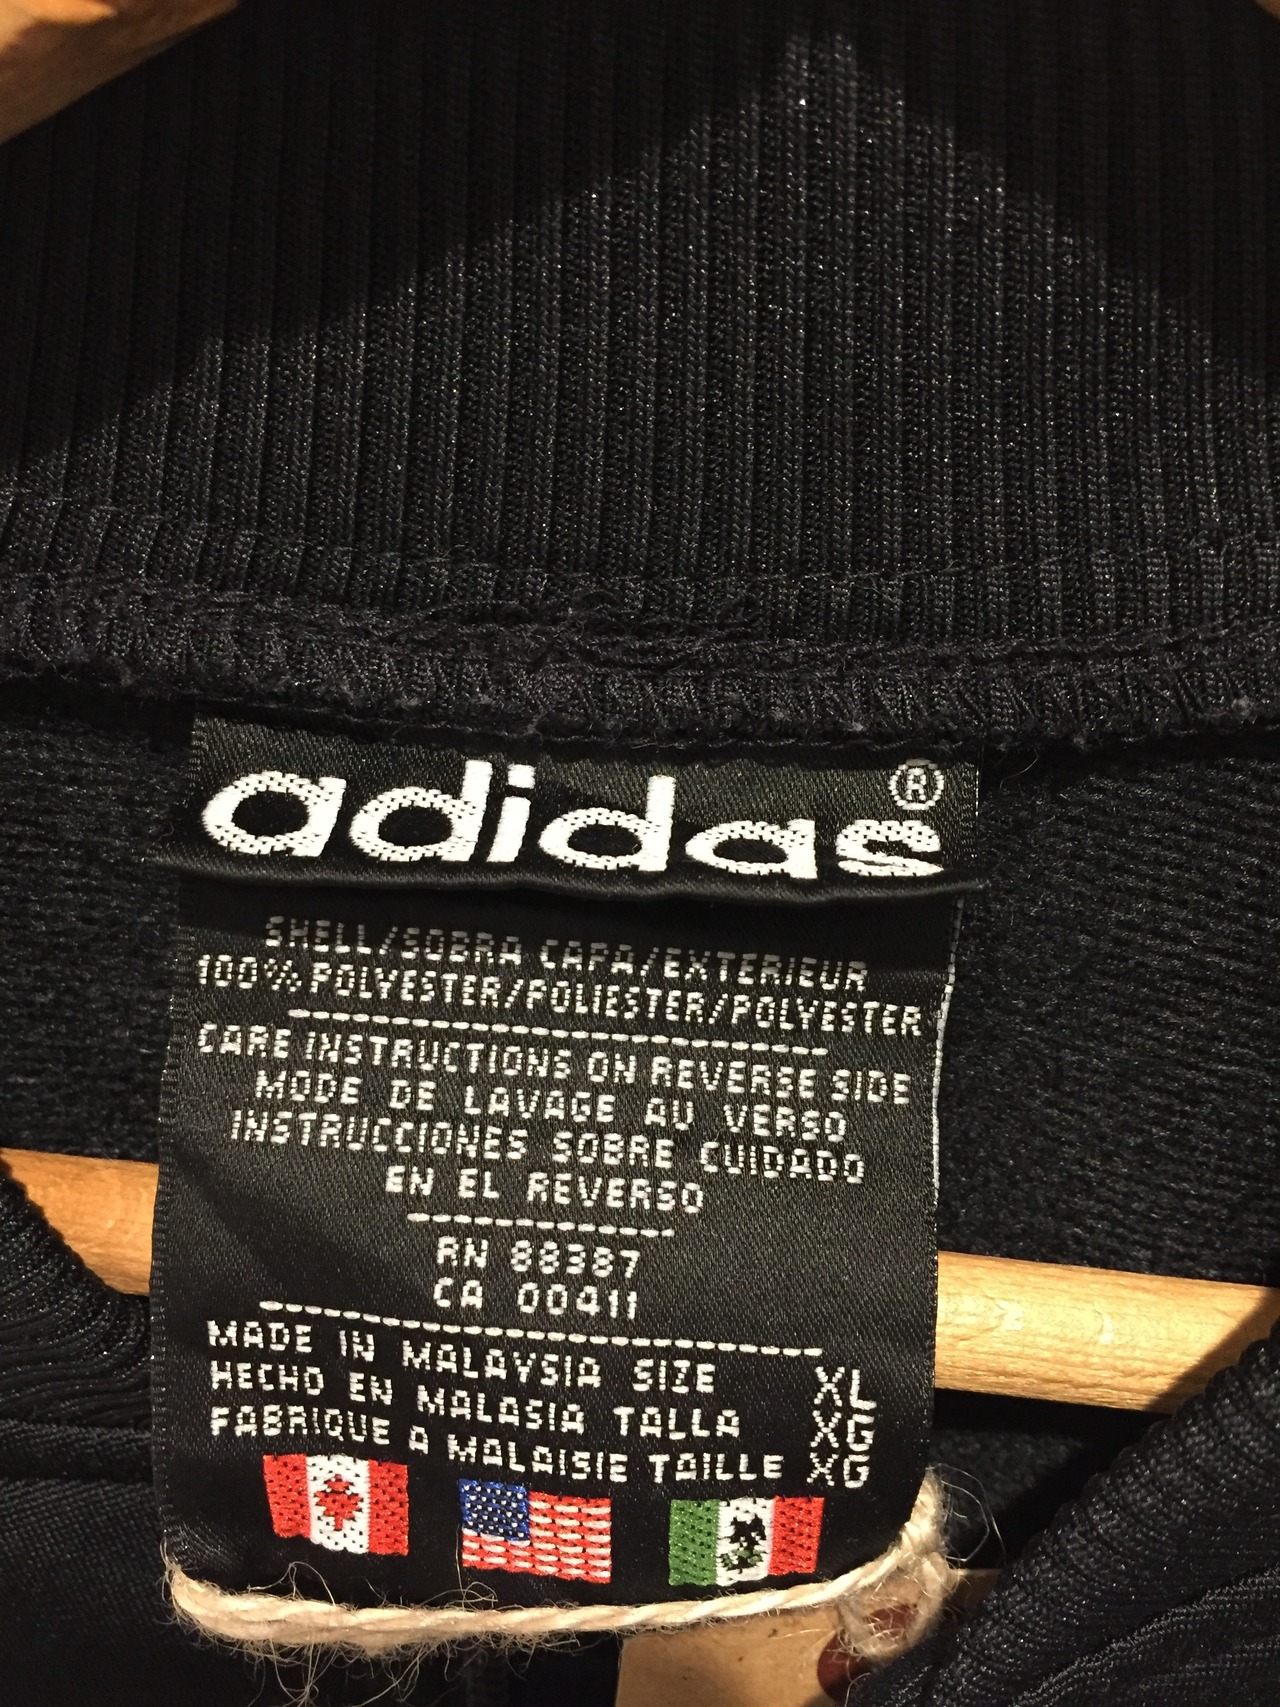 adidas®
SHELL/SOBRA CAPA/EXTERIEUR
100% POLYESTER/POLIESTER/POLYESTER
CARE INSTRUCTIONS ON REVERSE SIDE
MODE DE LAVAGE AU VERSO
INSTRUCCIONES SOBRE CUIDADO
EN EL REVERSO
RN 88387
CA 00411
MADE IN MALAYSIA SIZE XL
HECHO EN MALASIA TALLA XG
FABRIQUE A MALAISIE TAILLE XG